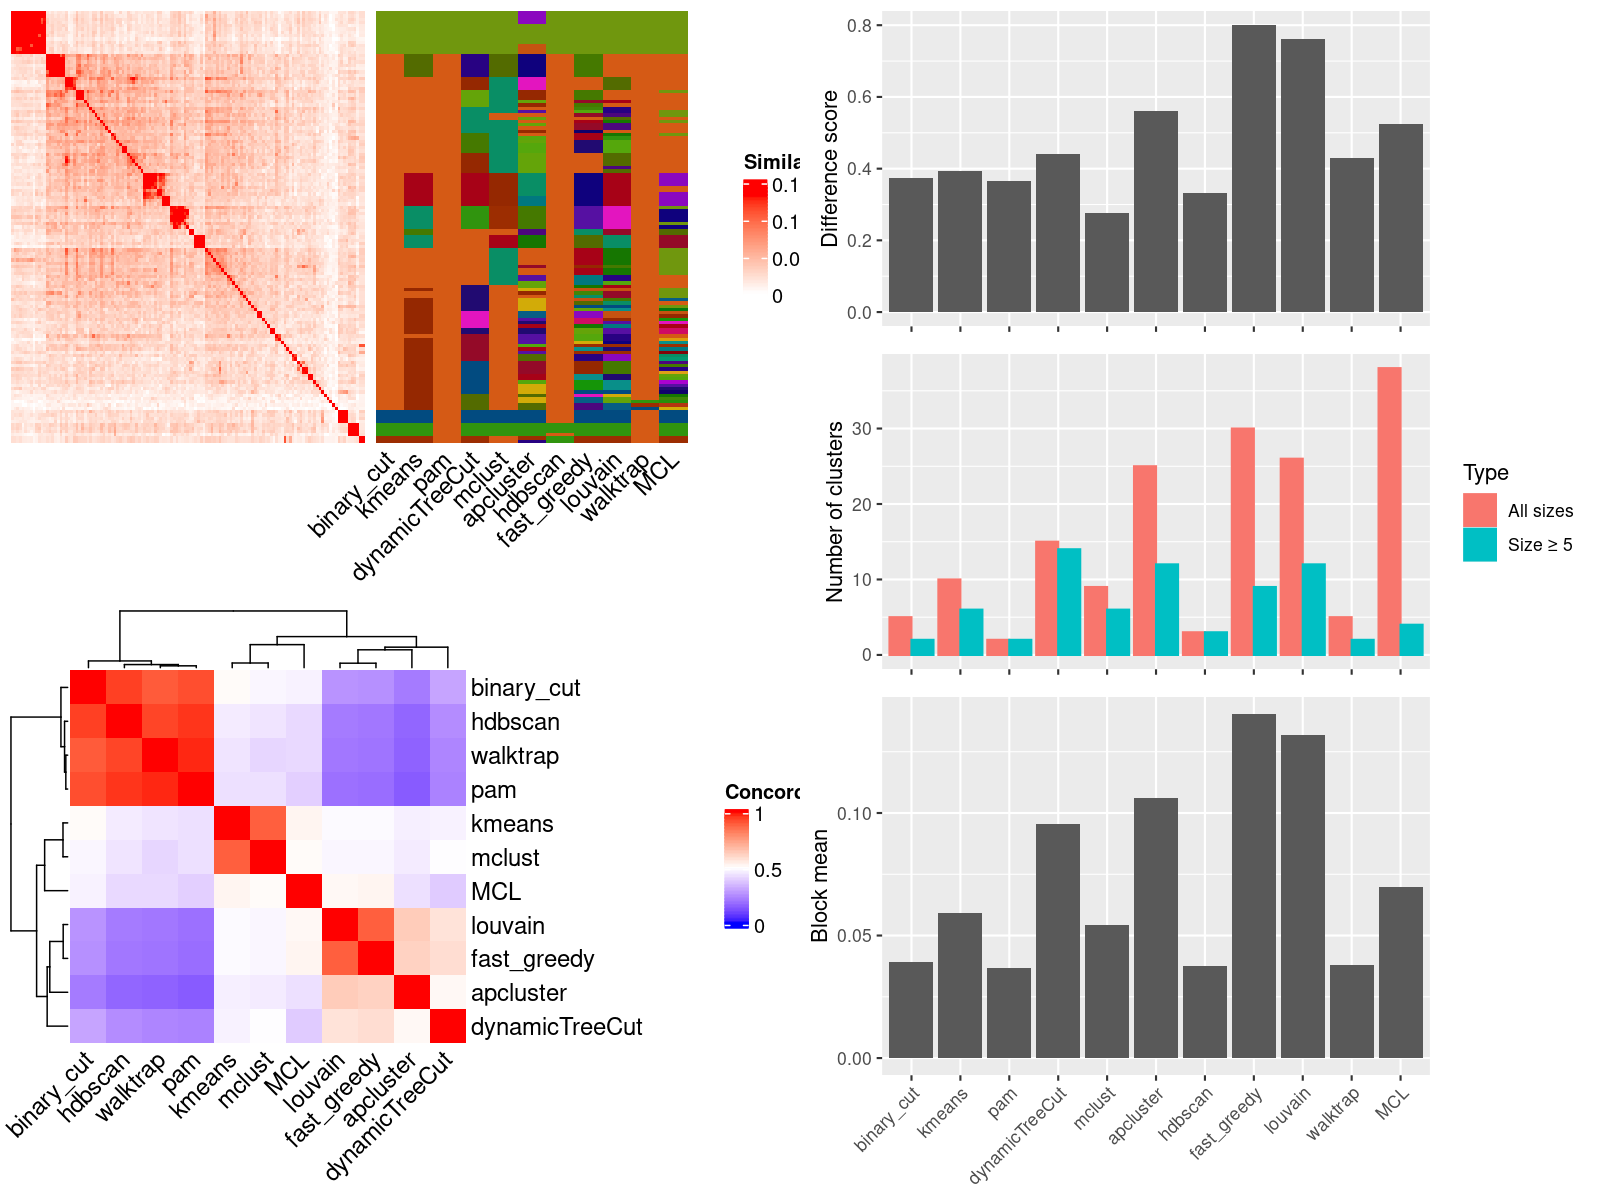 Simila
0.1
0.1
0.0
0
binary_cut
kmeans
pam
dynamicTreeCut
mclust
apcluster
hdbscan
fast_greedy
louvain
walktrap
MCL
binary_cut
hdbscan
walktrap
pam
kmeans
mclust
MCL
louvain
fast_greedy
apcluster
dynamicTreeCut
binary_cut
hdbscan
walktrap
pam
kmeans
mclust
MCL
louvain
fast_greedy
apcluster
dynamicTreeCut
Concord
1
0.5
0
Difference score
0.8
0.6
0.4
0.2
0.0
Number of clusters
30
20
10
0
Type
All sizes
Size ≥ 5
Block mean
0.10
0.05
0.00
binary_cut
kmeans
pam
dynamicTreeCut
mclust
apcluster
hdbscan
fast_greedy
louvain
walktrap
MCL